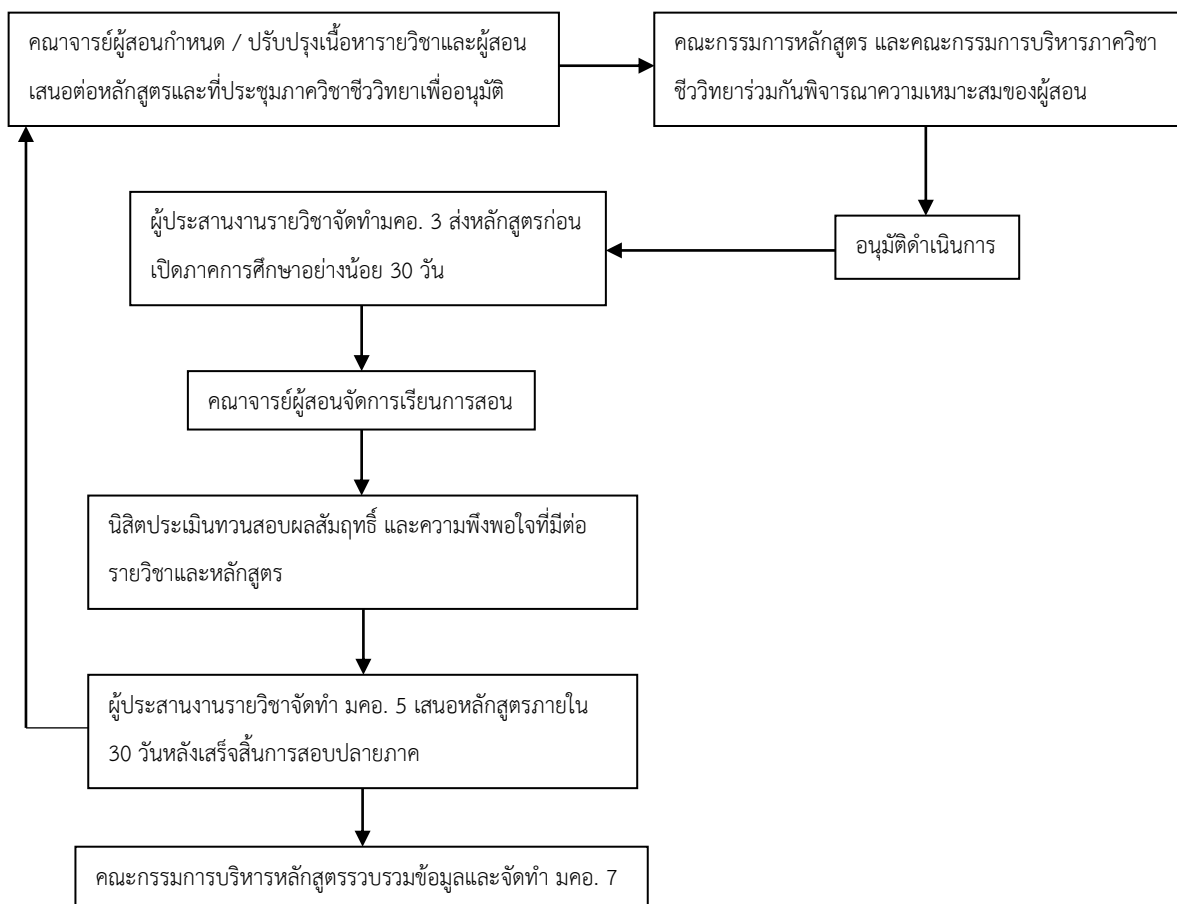 คณาจารย์ผู้สอนกำหนด / ปรับปรุงเนื้อหารายวิชาและผู้สอน
เสนอต่อหลักสูตรและที่ประชุมภาควิชาชีววิทยาเพื่ออนุมัติ
คณะกรรมการหลักสูตร และคณะกรรมการบริหารภาควิชา
ชีววิทยาร่วมกันพิจารณาความเหมาะสมของผู้สอน
อนุมัติดำเนินการ
ผู้ประสานงานรายวิชาจัดทำมคอ. 3 ส่งหลักสูตรก่อน
เปิดภาคการศึกษาอย่างน้อย 30 วัน
คณาจารย์ผู้สอนจัดการเรียนการสอน
นิสิตประเมินทวนสอบผลสัมฤทธิ์ และความพึงพอใจที่มีต่อ
รายวิชาและหลักสูตร
ผู้ประสานงานรายวิชาจัดทำ มคอ. 5 เสนอหลักสูตรภายใน
30 วันหลังเสร็จสิ้นการสอบปลายภาค
คณะกรรมการบริหารหลักสูตรรวบรวมข้อมูลและจัดทำ มคอ. 7